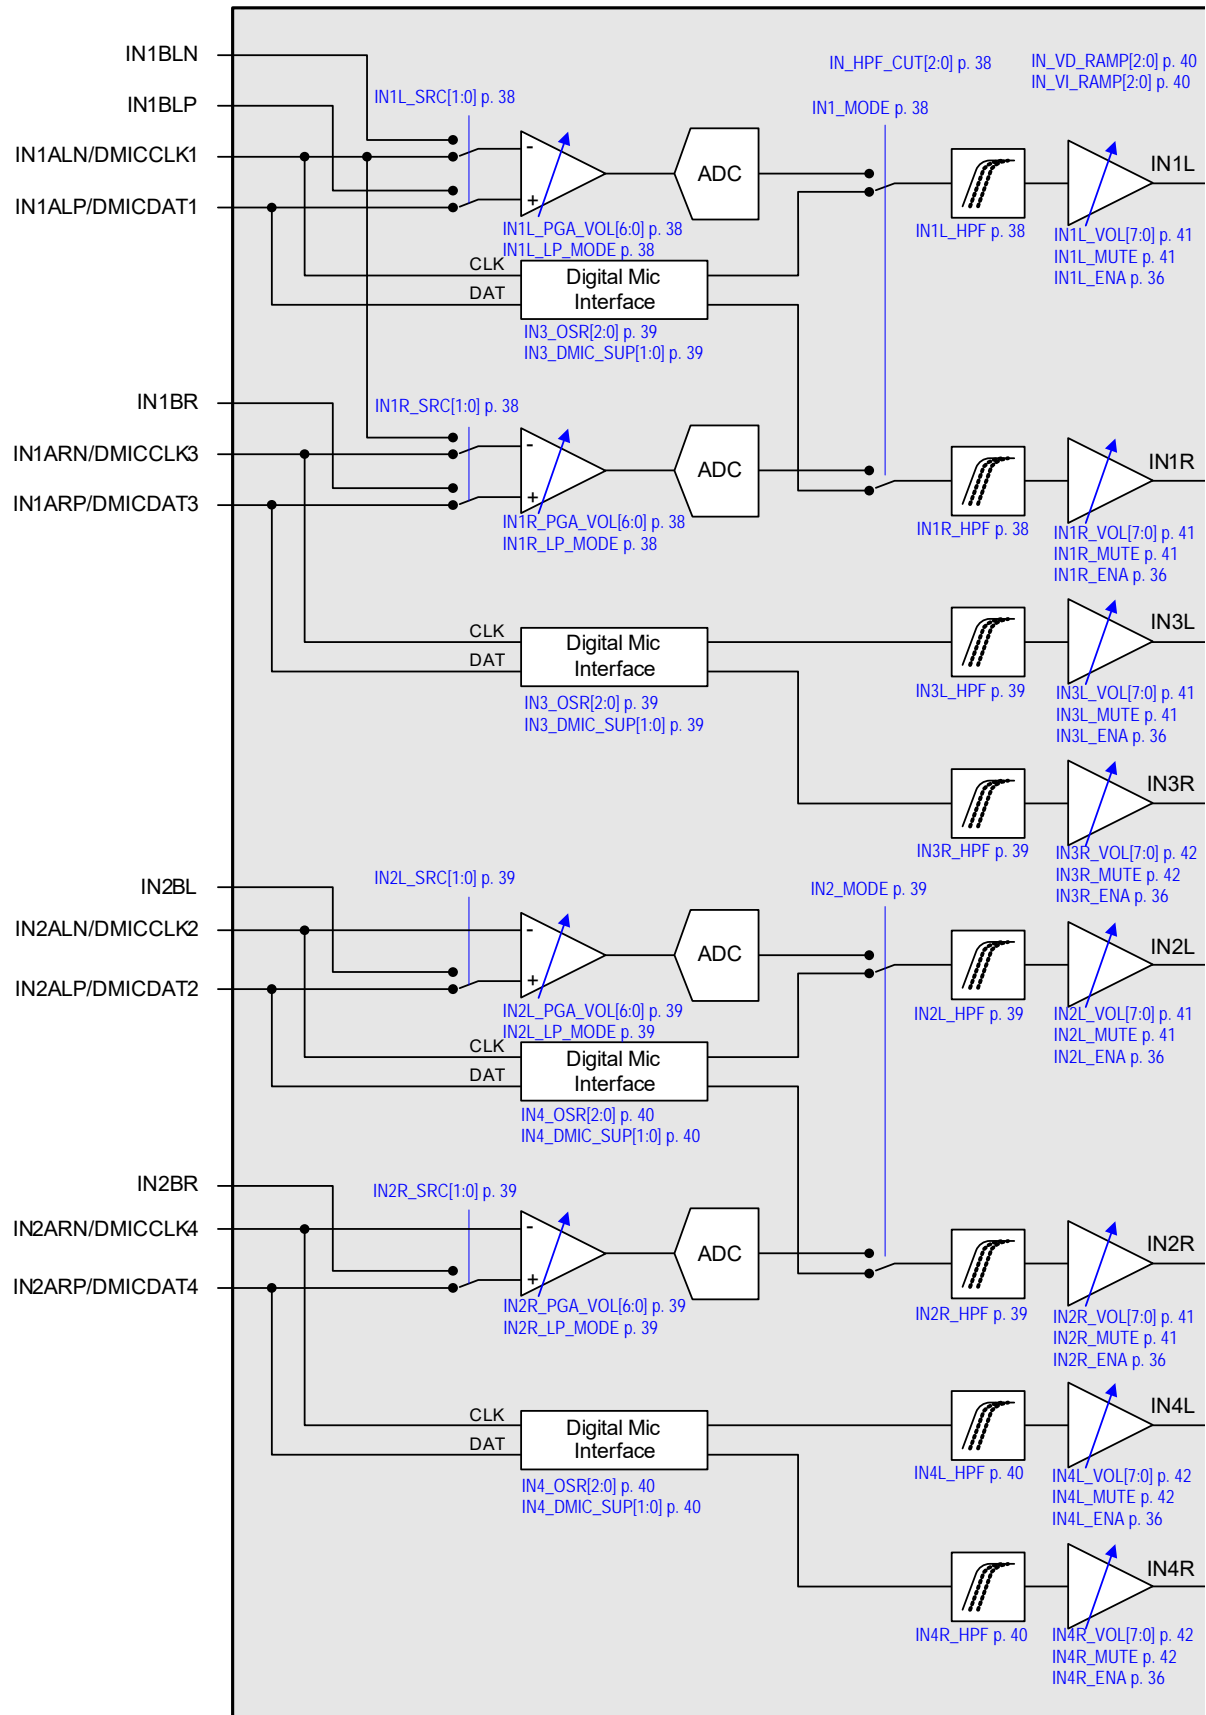 IN1BLN
IN_HPF_CUT[2:0] p. 38
IN_VD_RAMP[2:0] p. 40
IN_VI_RAMP[2:0] p. 40
IN1BLP
IN1L_SRC[1:0] p. 38
IN1_MODE p. 38
IN1ALN/DMICCLK1
-
ADC
IN1L
IN1ALP/DMICDAT1
+
IN1L_PGA_VOL[6:0] p. 38
IN1L_LP_MODE p. 38
IN1L_HPF p. 38
IN1L_VOL[7:0] p. 41
IN1L_MUTE p. 41
IN1L_ENA p. 36
CLK
DAT
Digital Mic
Interface
IN3_OSR[2:0] p. 39
IN3_DMIC_SUP[1:0] p. 39
IN1BR
IN1R_SRC[1:0] p. 38
IN1ARN/DMICCLK3
-
ADC
IN1R
IN1ARP/DMICDAT3
+
IN1R_PGA_VOL[6:0] p. 38
IN1R_LP_MODE p. 38
IN1R_HPF p. 38
IN1R_VOL[7:0] p. 41
IN1R_MUTE p. 41
IN1R_ENA p. 36
CLK
DAT
Digital Mic
Interface
IN3L
IN3_OSR[2:0] p. 39
IN3_DMIC_SUP[1:0] p. 39
IN3L_HPF p. 39
IN3L_VOL[7:0] p. 41
IN3L_MUTE p. 41
IN3L_ENA p. 36
IN3R
IN3R_HPF p. 39
IN3R_VOL[7:0] p. 42
IN3R_MUTE p. 42
IN3R_ENA p. 36
IN2BL
IN2L_SRC[1:0] p. 39
IN2_MODE p. 39
IN2ALN/DMICCLK2
-
ADC
IN2L
IN2ALP/DMICDAT2
+
IN2L_PGA_VOL[6:0] p. 39
IN2L_LP_MODE p. 39
IN2L_HPF p. 39
IN2L_VOL[7:0] p. 41
IN2L_MUTE p. 41
IN2L_ENA p. 36
CLK
DAT
Digital Mic
Interface
IN4_OSR[2:0] p. 40
IN4_DMIC_SUP[1:0] p. 40
IN2BR
IN2R_SRC[1:0] p. 39
IN2ARN/DMICCLK4
-
ADC
IN2R
IN2ARP/DMICDAT4
+
IN2R_PGA_VOL[6:0] p. 39
IN2R_LP_MODE p. 39
IN2R_HPF p. 39
IN2R_VOL[7:0] p. 41
IN2R_MUTE p. 41
IN2R_ENA p. 36
CLK
DAT
Digital Mic
Interface
IN4L
IN4_OSR[2:0] p. 40
IN4_DMIC_SUP[1:0] p. 40
IN4L_HPF p. 40
IN4L_VOL[7:0] p. 42
IN4L_MUTE p. 42
IN4L_ENA p. 36
IN4R
IN4R_HPF p. 40
IN4R_VOL[7:0] p. 42
IN4R_MUTE p. 42
IN4R_ENA p. 36